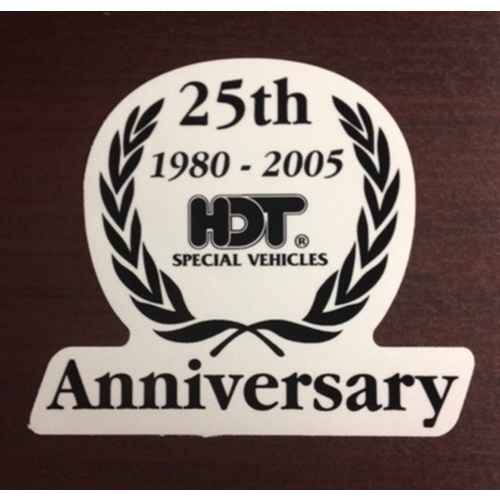 25th
1980 - 2005
HDT ®
SPECIAL VEHICLES
Anniversary